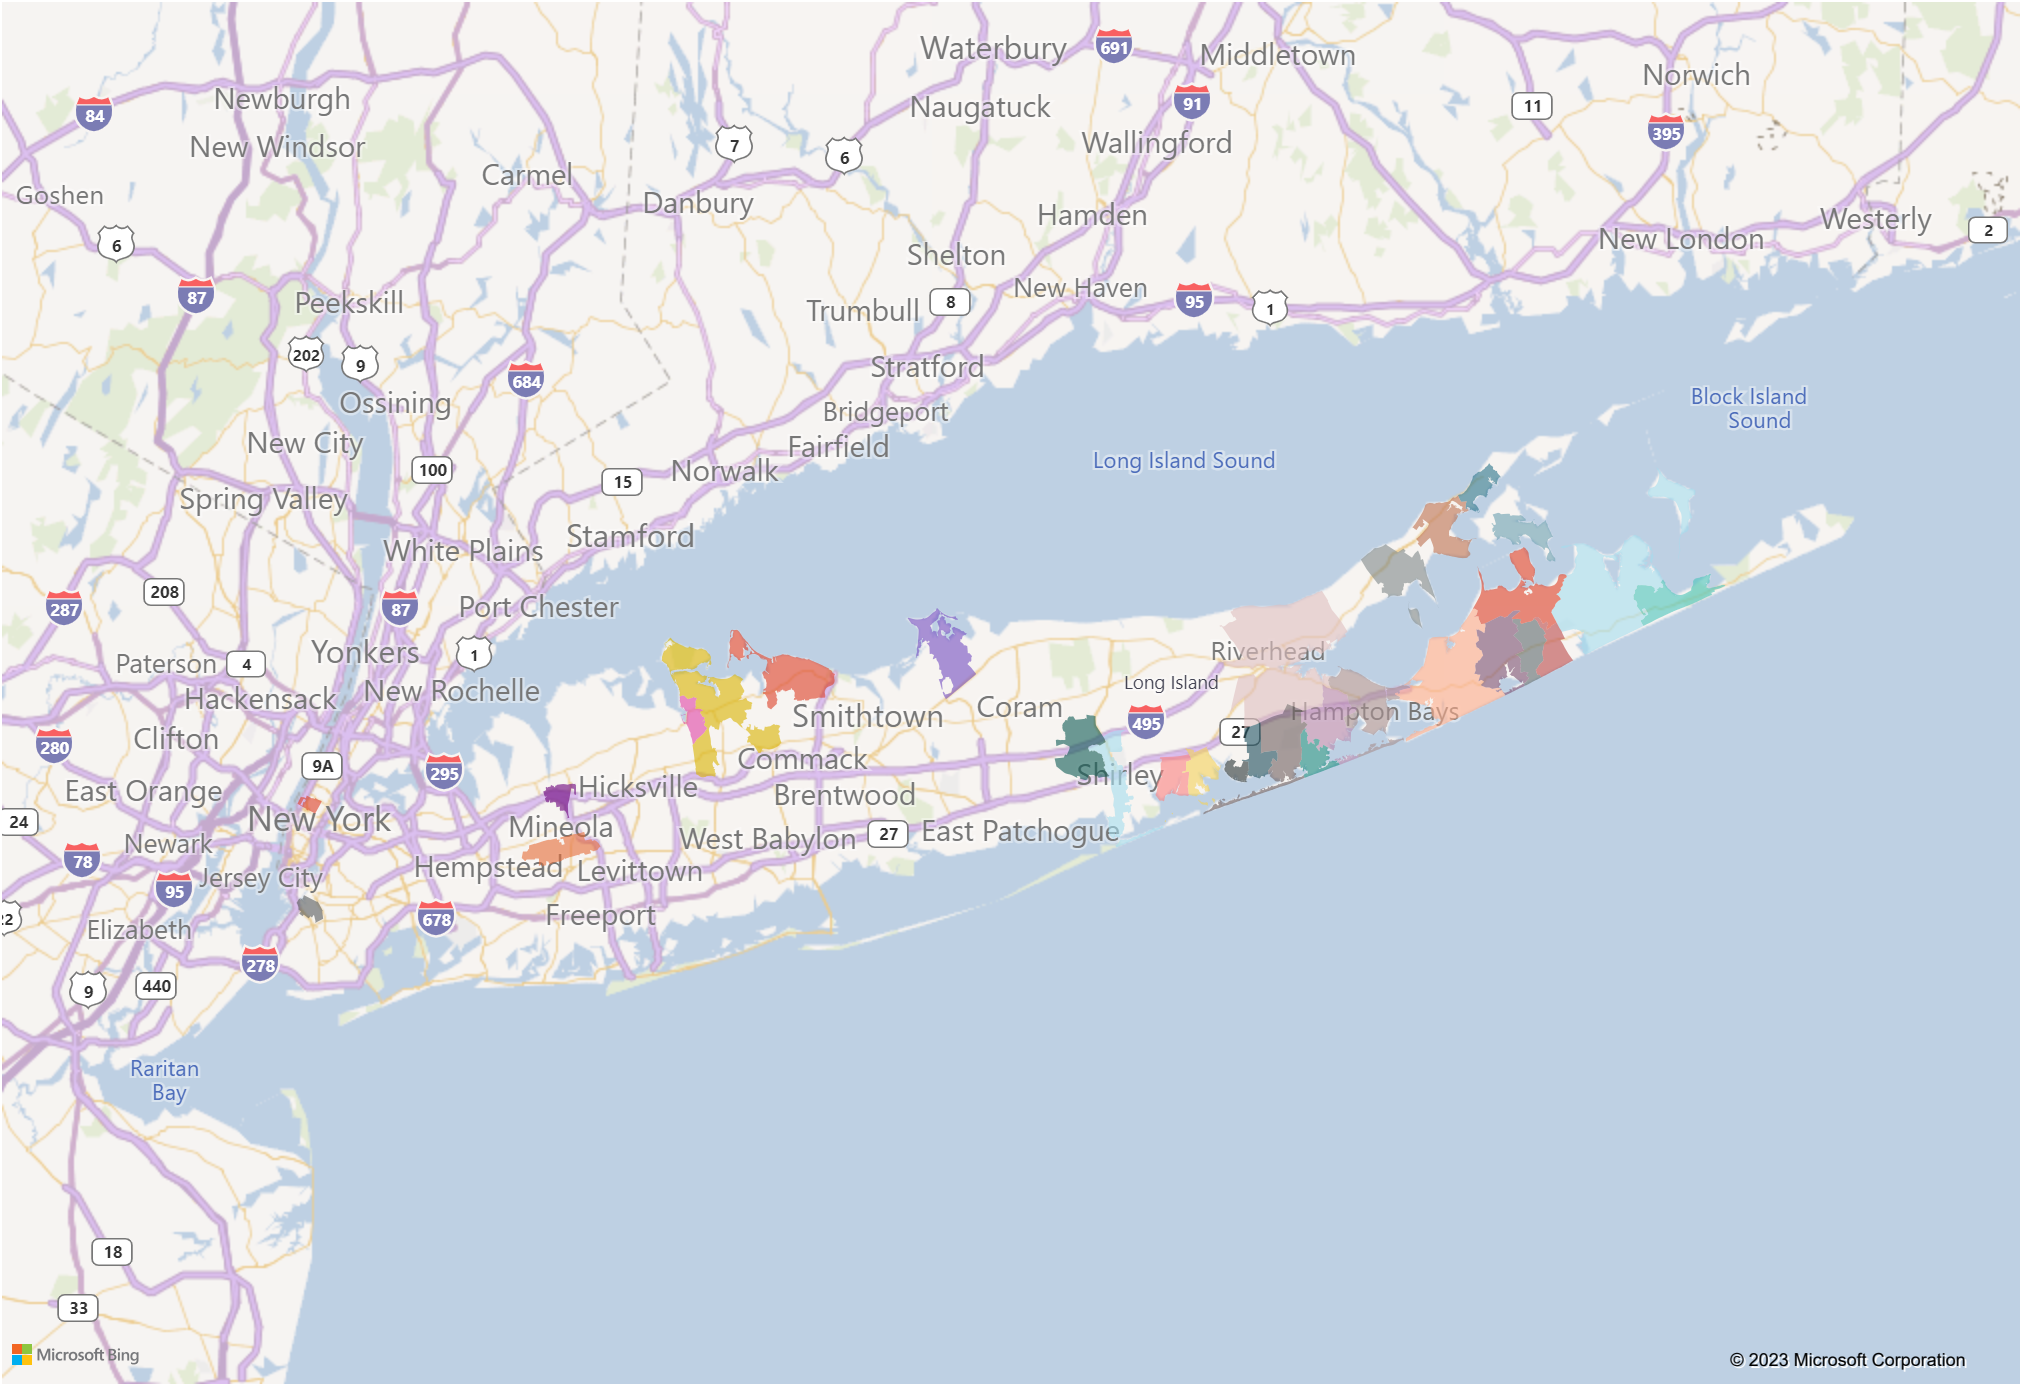 Waterbury
691
Middletown
Norwich
84
Newburgh
91
11
Naugatuck
395
New Windsor
7
6
Wallingford
Carmel
Goshen
Danbury
Hamden
Westerly
2
6
New London
Shelton
New Haven
87
Peekskill
Trumbull
8
95
1
202
9
Stratford
684
Ossining
Bridgeport
Block Island
Sound
New City
Fairfield
Long Island Sound
100
15
Norwalk
Spring Valley
White Plains
Stamford
208
287
87
Port Chester
Yonkers
1
Riverhead
Paterson
4
Hackensack
New Rochelle
Long Island
Smithtown
Coram
495
27
Hampton Bays
Clifton
280
9A
295
Commack
Shirley
East Orange
Hicksville
Brentwood
New York
24
Mineola
West Babylon
27
East Patchogue
Newark
78
Hempstead
Levittown
Jersey City
95
22
678
Freeport
Elizabeth
278
9
440
Raritan
Bay
18
33
Microsoft Bing
© 2023 Microsoft Corporation